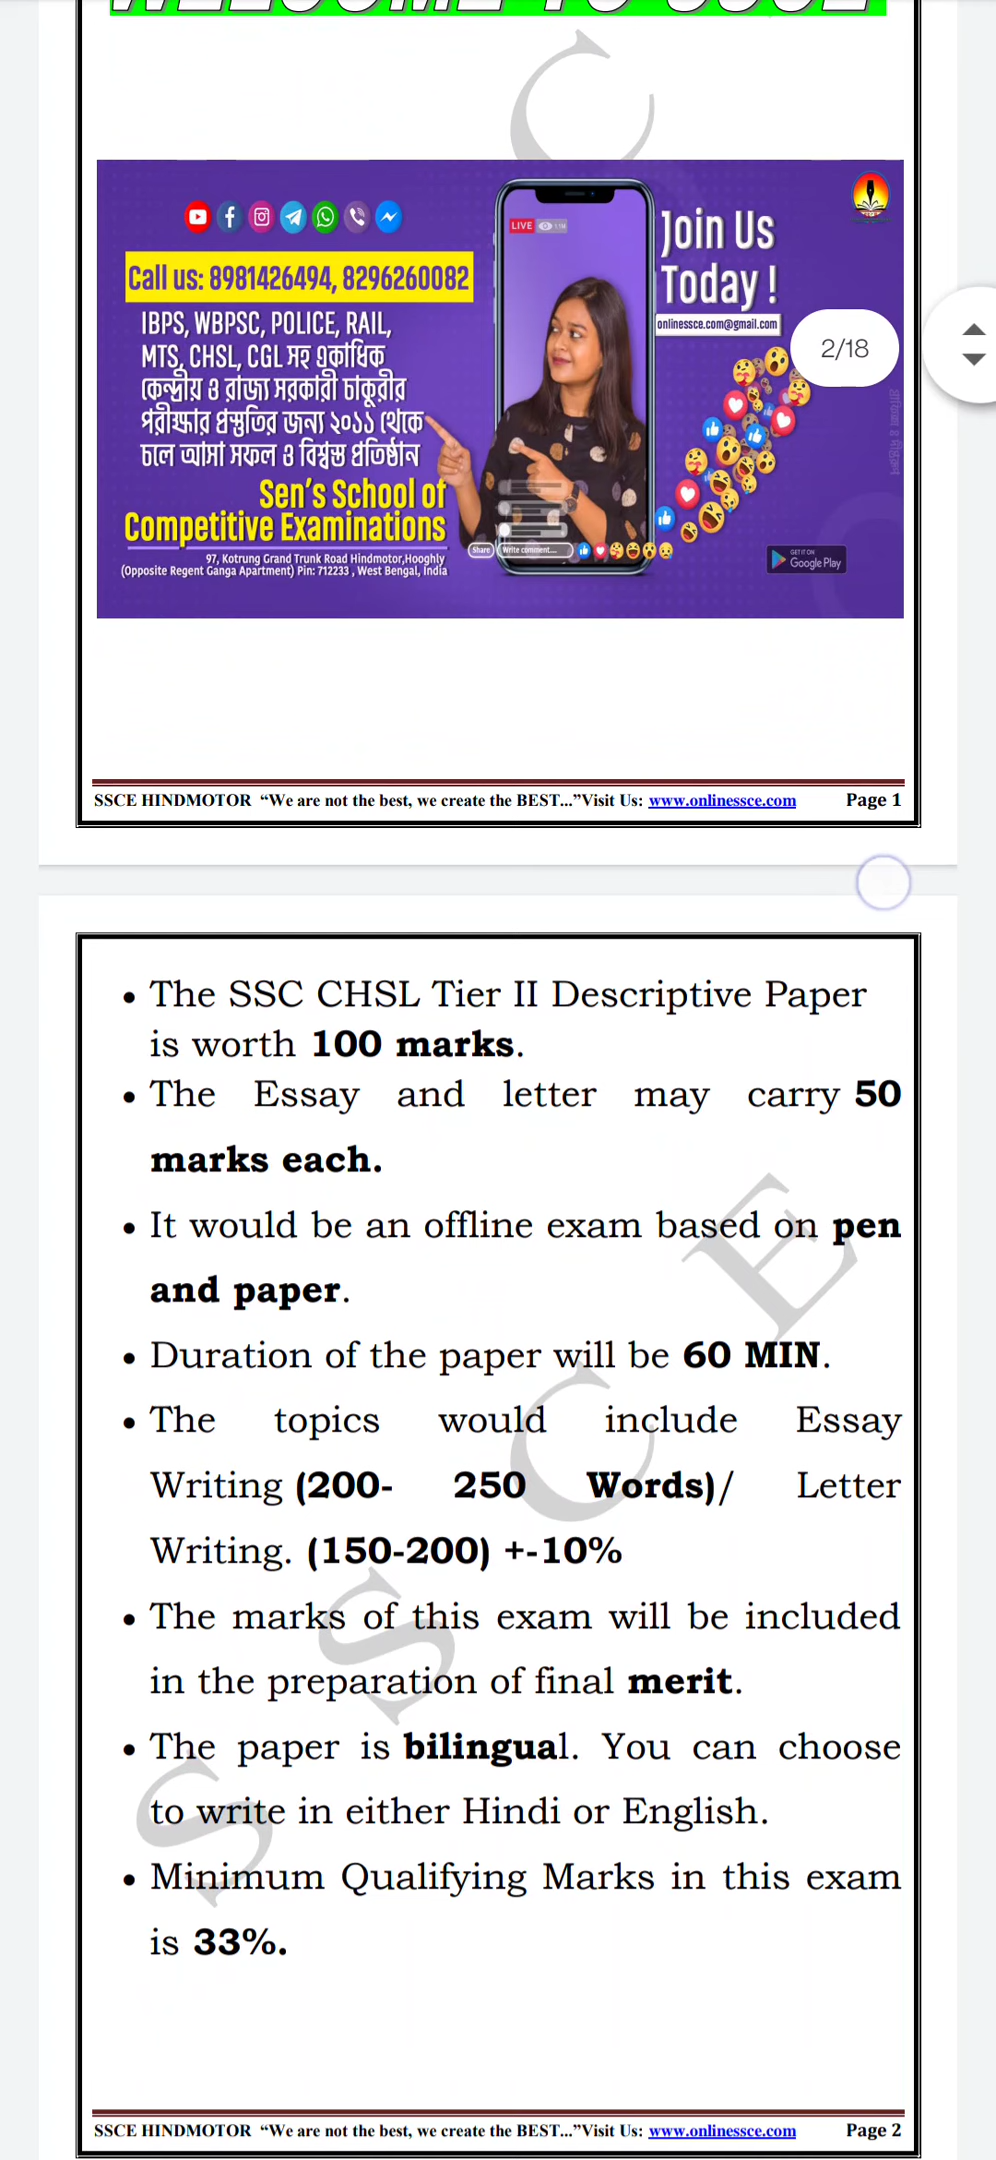 WELCOME TO SSCE
Call us: 8981426494, 8296260082
IBPS, WBPSC, POLICE, RAIL,
MTS, CHSL, CGL সহ একাধিক
কেন্দ্রীয় ও রাজ্য সরকারী চাকুরীর
পরীক্ষার প্রস্তুতির জন্য ২০১১ থেকে
চলে আসা সফল ও বিশ্বস্ত প্রতিষ্ঠান
Sen's School of
Competitive Examinations
97, Kotrung Grand Trunk Road Hindmotor,Hooghly
(Opposite Regent Ganga Apartment) Pin: 712233 , West Bengal, India
LIVE
Share
Write comment....
Join Us
Today !
onlinessce.com@gmail.com
2/18
GET IT ON
Google Play
SSCE HINDMOTOR “We are not the best, we create the BEST...”Visit Us: www.onlinessce.com Page 1
• The SSC CHSL Tier II Descriptive Paper
is worth 100 marks.
• The Essay and letter may carry 50
marks each.
• It would be an offline exam based on pen
and paper.
• Duration of the paper will be 60 MIN.
• The topics would include Essay
Writing (200- 250 Words)/ Letter
Writing. (150-200) +-10%
• The marks of this exam will be included
in the preparation of final merit.
• The paper is bilingual. You can choose
to write in either Hindi or English.
• Minimum Qualifying Marks in this exam
is 33%.
S S C E
SSCE HINDMOTOR “We are not the best, we create the BEST...”Visit Us: www.onlinessce.com Page 2